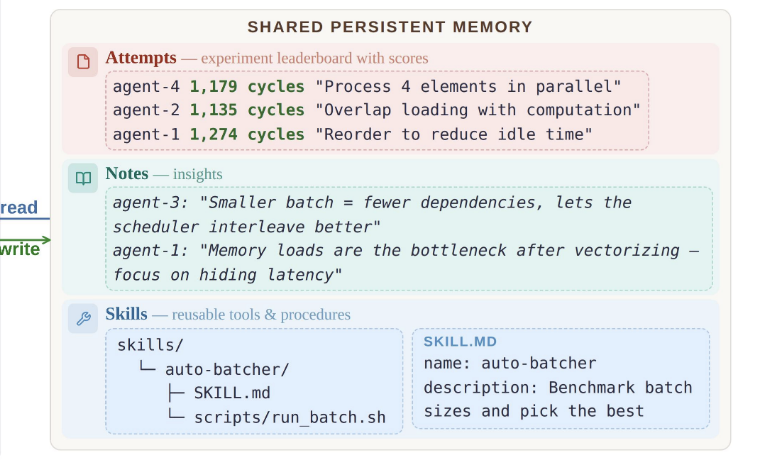 SHARED PERSISTENT MEMORY
Attempts — experiment leaderboard with scores
agent-4 1,179 cycles "Process 4 elements in parallel"
agent-2 1,135 cycles "Overlap loading with computation"
agent-1 1,274 cycles "Reorder to reduce idle time"
Notes — insights
agent-3: "Smaller batch = fewer dependencies, lets the
scheduler interleave better"
agent-1: "Memory loads are the bottleneck after vectorizing —
focus on hiding latency"
read
write
Skills — reusable tools & procedures
skills/
└─ auto-batcher/
├─ SKILL.md
└─ scripts/run_batch.sh
SKILL.MD
name: auto-batcher
description: Benchmark batch
sizes and pick the best